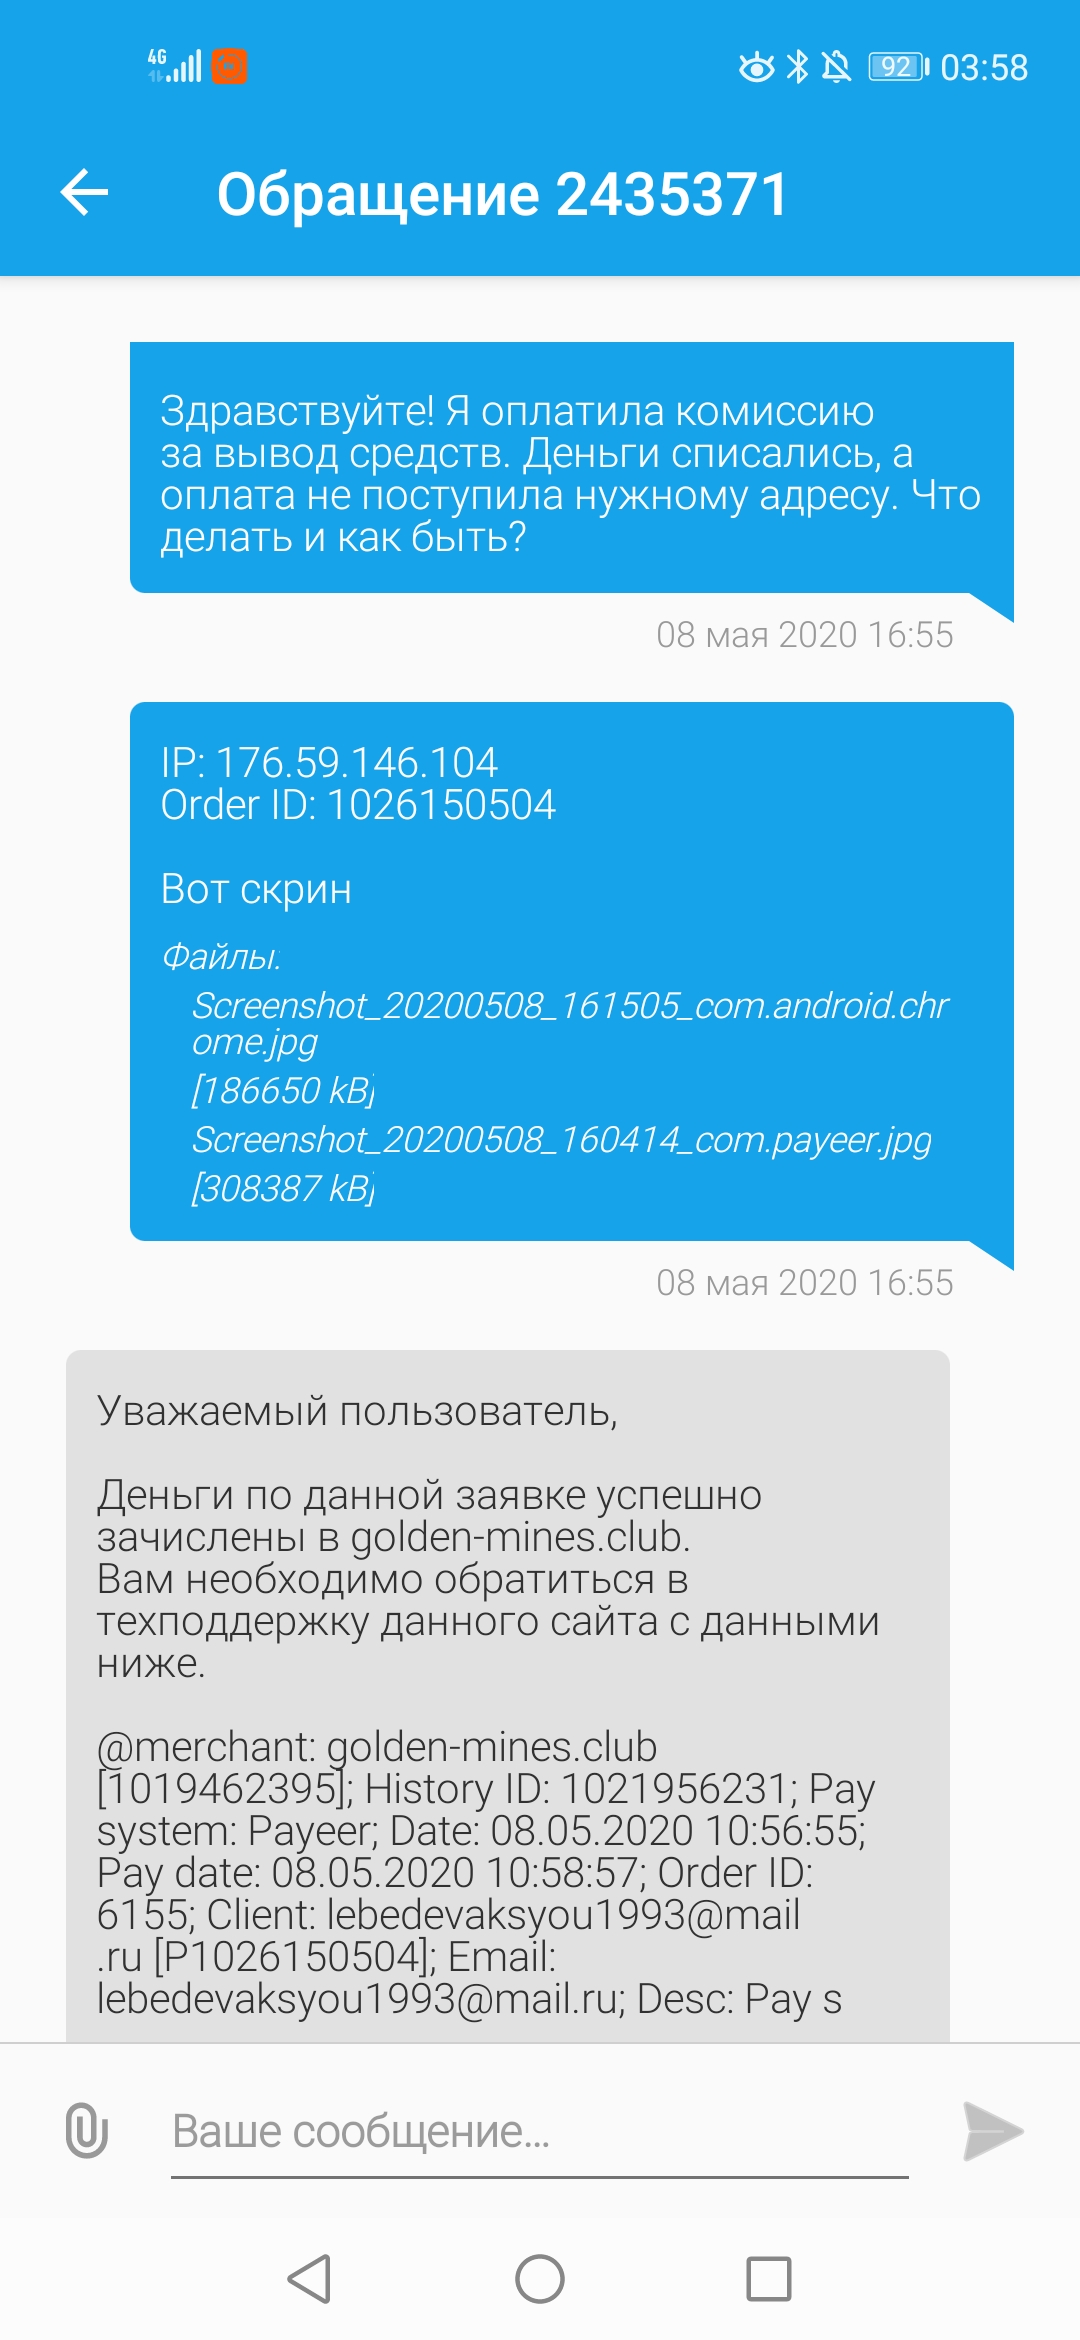 4G
92
03:58
Обращение 2435371
Здравствуйте! Я оплатила комиссию
за вывод средств. Деньги списались, а
оплата не поступила нужному адресу. Что
делать и как быть?
08 мая 2020 16:55
IP: 176.59.146.104
Order ID: 1026150504
Вот скрин
Файлы:
Screenshot_20200508_161505_com.android.chr
ome.jpg
[186650 kB]
Screenshot_20200508_160414_com.payeer.jpg
[308387 kB]
08 мая 2020 16:55
Уважаемый пользователь,
Деньги по данной заявке успешно
зачислены в golden-mines.club.
Вам необходимо обратиться в
техподдержку данного сайта с данными
ниже.
@merchant: golden-mines.club
[1019462395]; History ID: 1021956231; Pay
system: Payeer; Date: 08.05.2020 10:56:55;
Pay date: 08.05.2020 10:58:57; Order ID:
6155; Client: lebedevaksyou1993@mail
.ru [P1026150504]; Email:
lebedevaksyou1993@mail.ru; Desc: Pay s
Ваше сообщение...